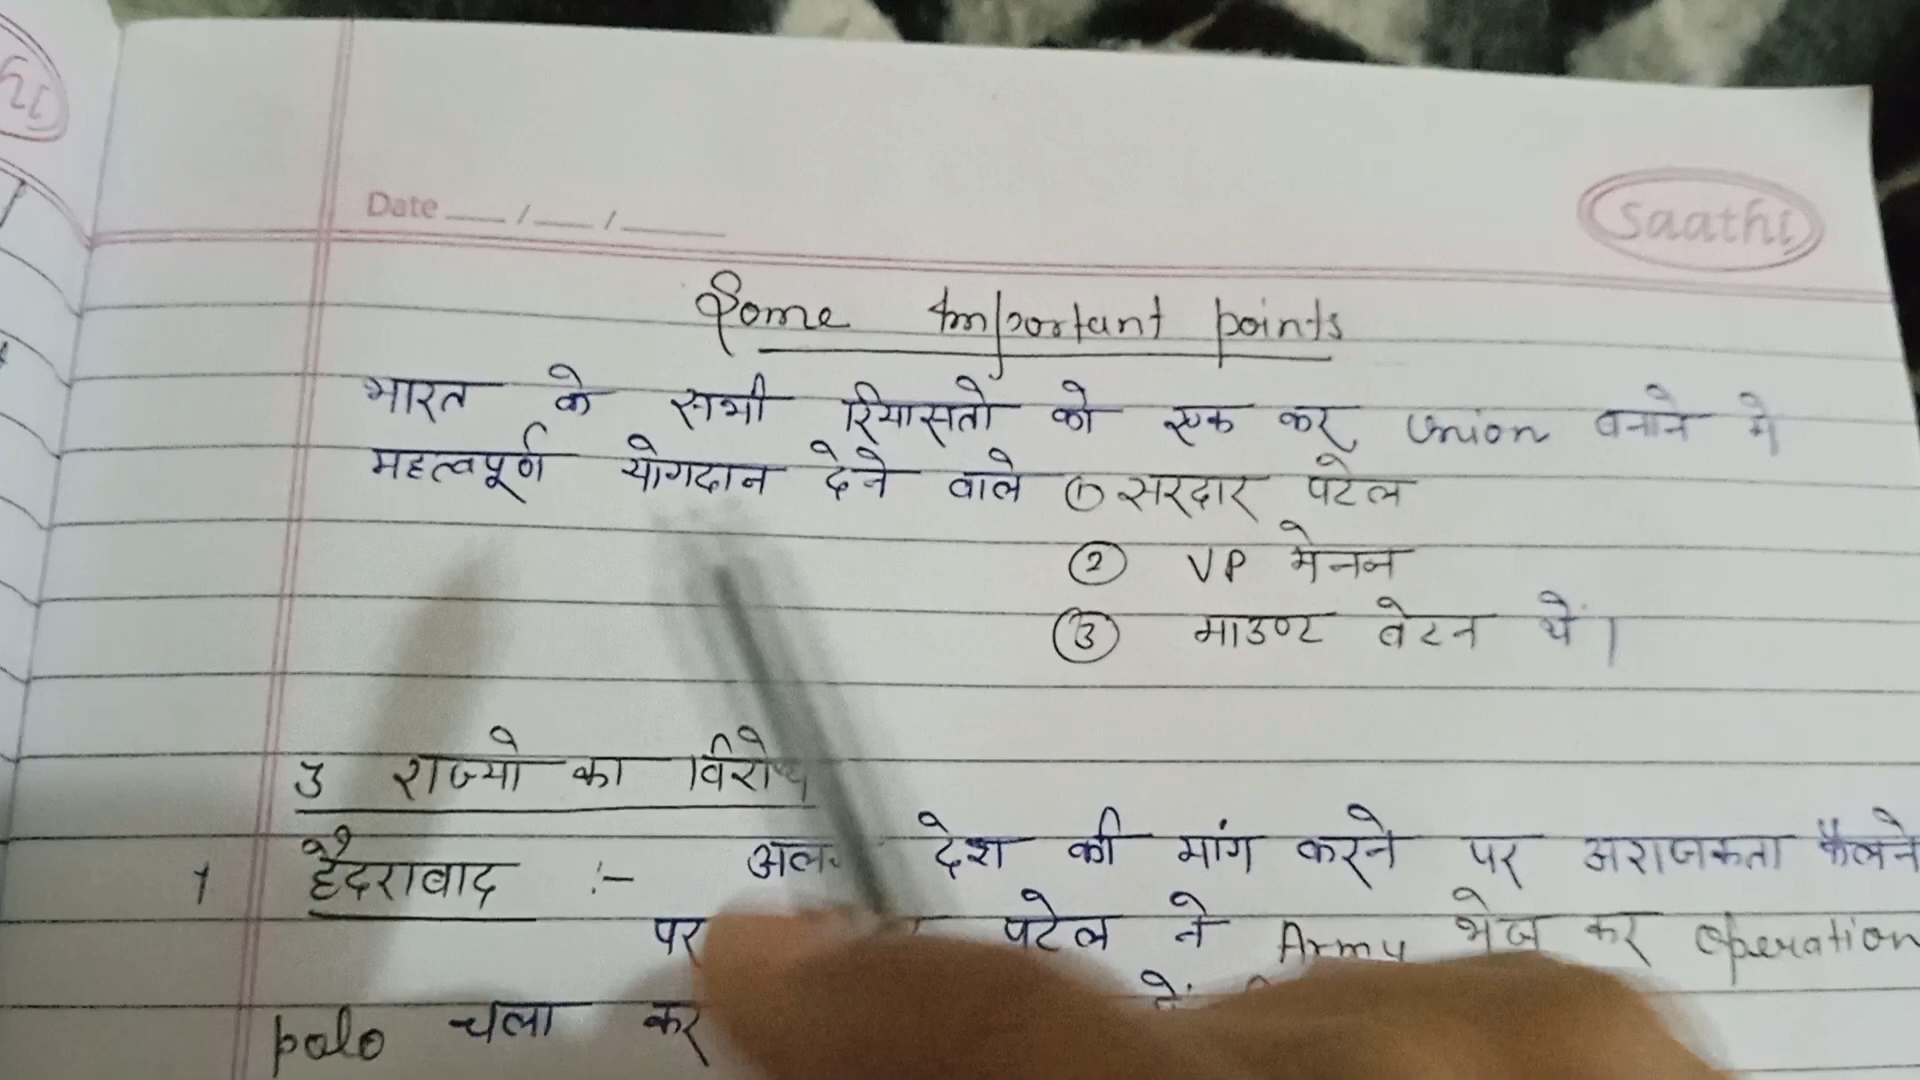 Date
saathi
Some Important points
भारत के सभी रियासतो को एक कर Union बनाने मे
महत्वपूर्ण योगदान देने वाले ① सरदार पटेल
② VP मेनन
③ माउण्ट बेटन थें।
3 राज्यो का विरोध
1 हैदराबाद :- देश की मांग करने पर अराजकता फैलने
पर पटेल ने Army भेज कर Operation
polo चला कर